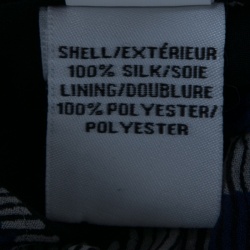 SHELL/EXTÉRIEUR
100% SILK/SOIE
LINING/DOUBLURE
100% POLYESTER/
POLYESTER